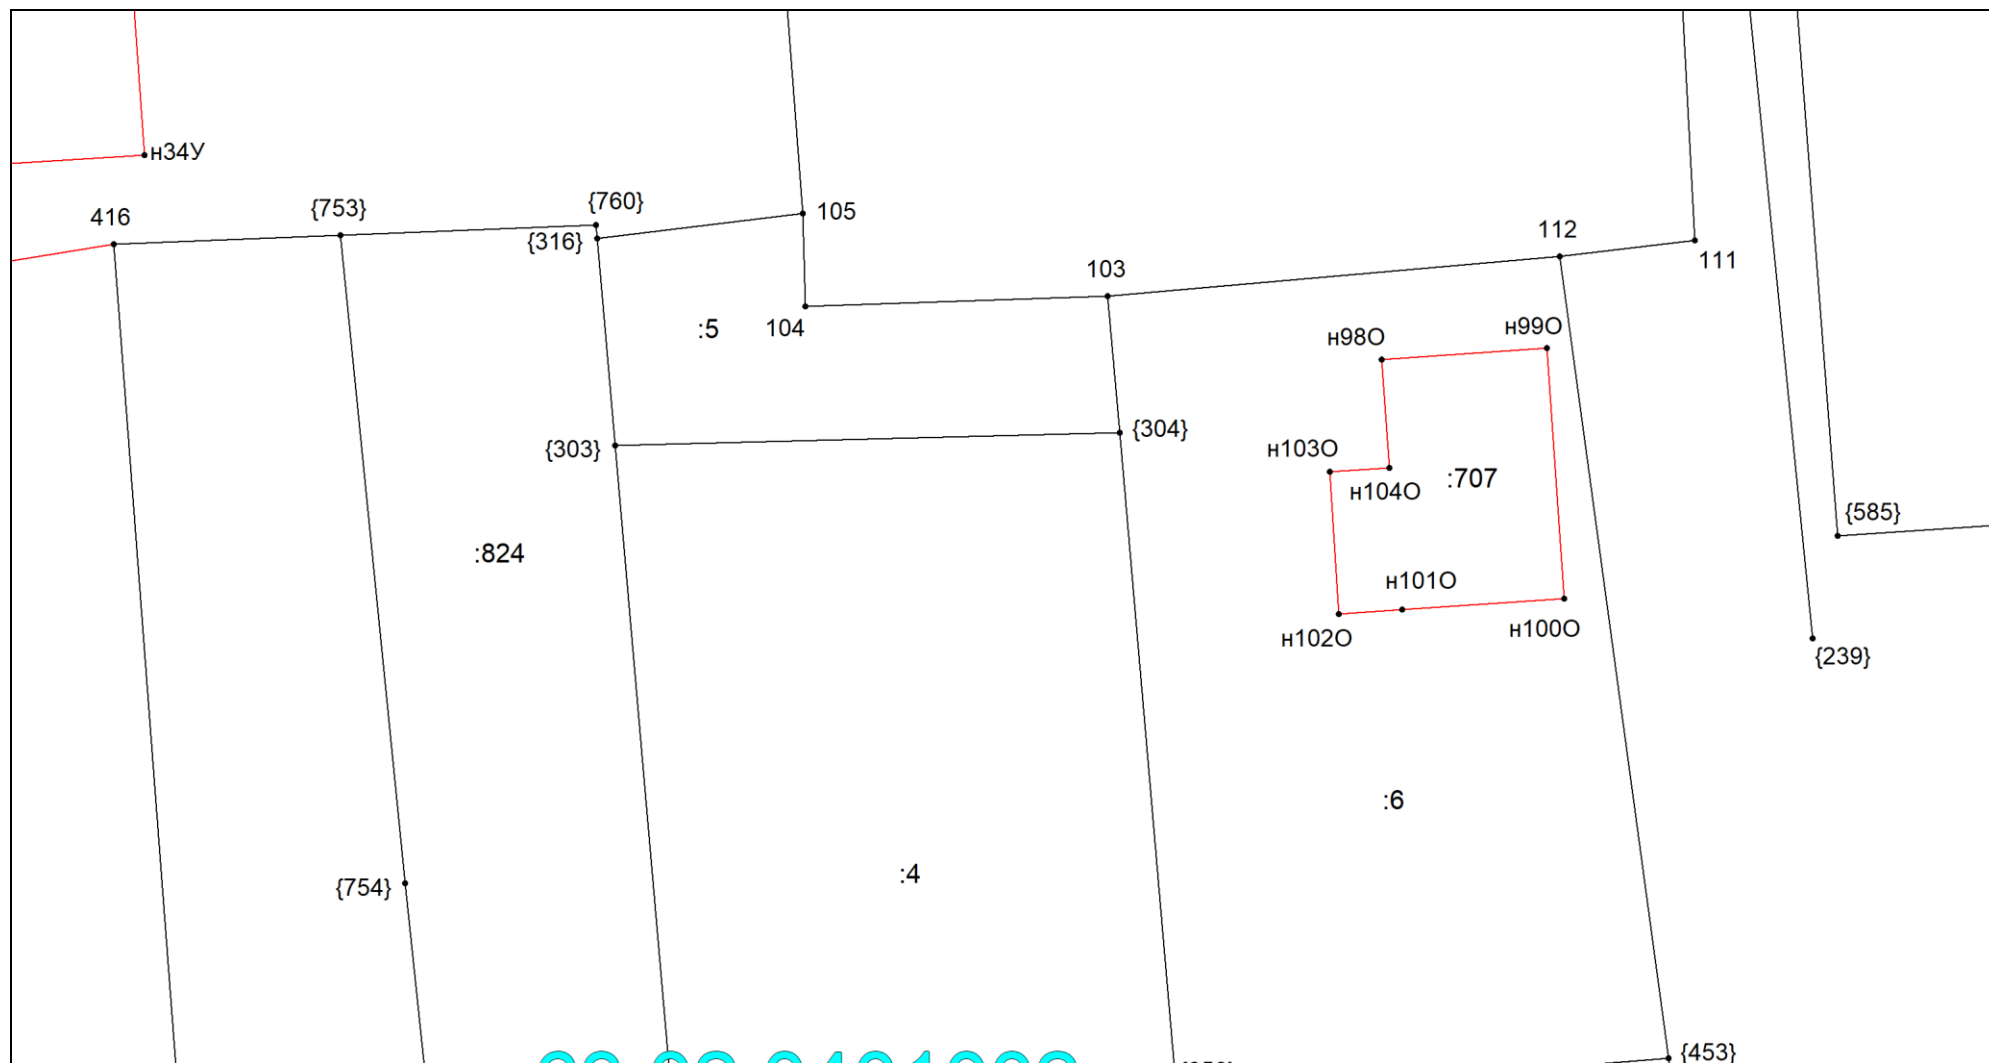 н34У
{760}
{753}
105
416
112
{316}
111
103
:5
104
н98О
н99О
{304}
{303}
н103О
:707
н104О
{585}
:824
н101О
н100О
н102О
{239}
:6
:4
{754}
{453}